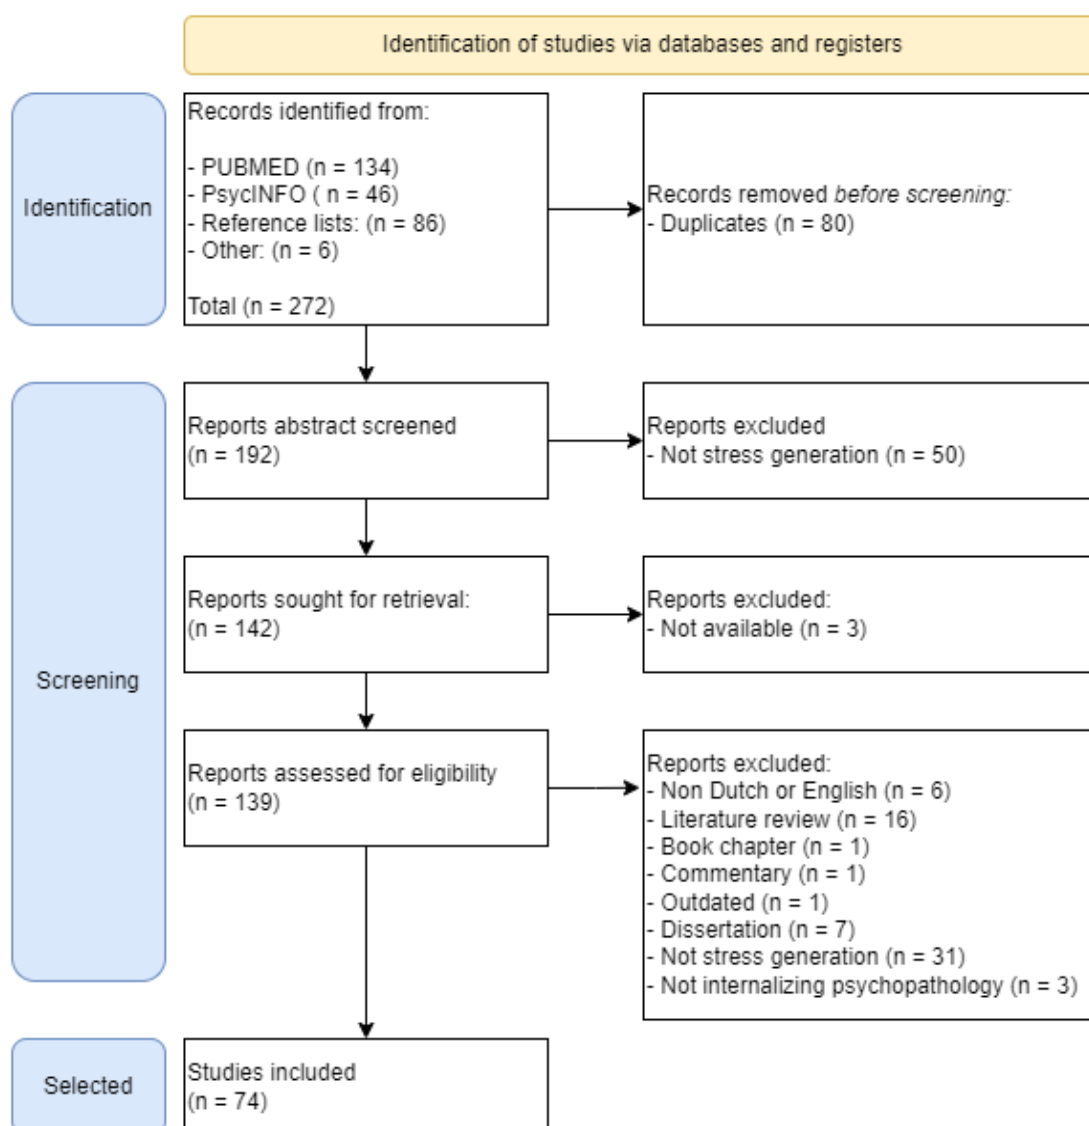 Identification of studies via databases and registers
Identification
Records identified from:
- PUBMED (n = 134)
- PsycINFO ( n = 46)
- Reference lists: (n = 86)
- Other: (n = 6)
Total (n = 272)
Records removed before screening:
- Duplicates (n = 80)
Screening
Reports abstract screened
(n = 192)
Reports excluded
- Not stress generation (n = 50)
Reports sought for retrieval:
(n = 142)
Reports excluded:
- Not available (n = 3)
Reports assessed for eligibility
(n = 139)
Reports excluded:
- Non Dutch or English (n = 6)
- Literature review (n = 16)
- Book chapter (n = 1)
- Commentary (n = 1)
- Outdated (n = 1)
- Dissertation (n = 7)
- Not stress generation (n = 31)
- Not internalizing psychopathology (n = 3)
Selected
Studies included
(n = 74)